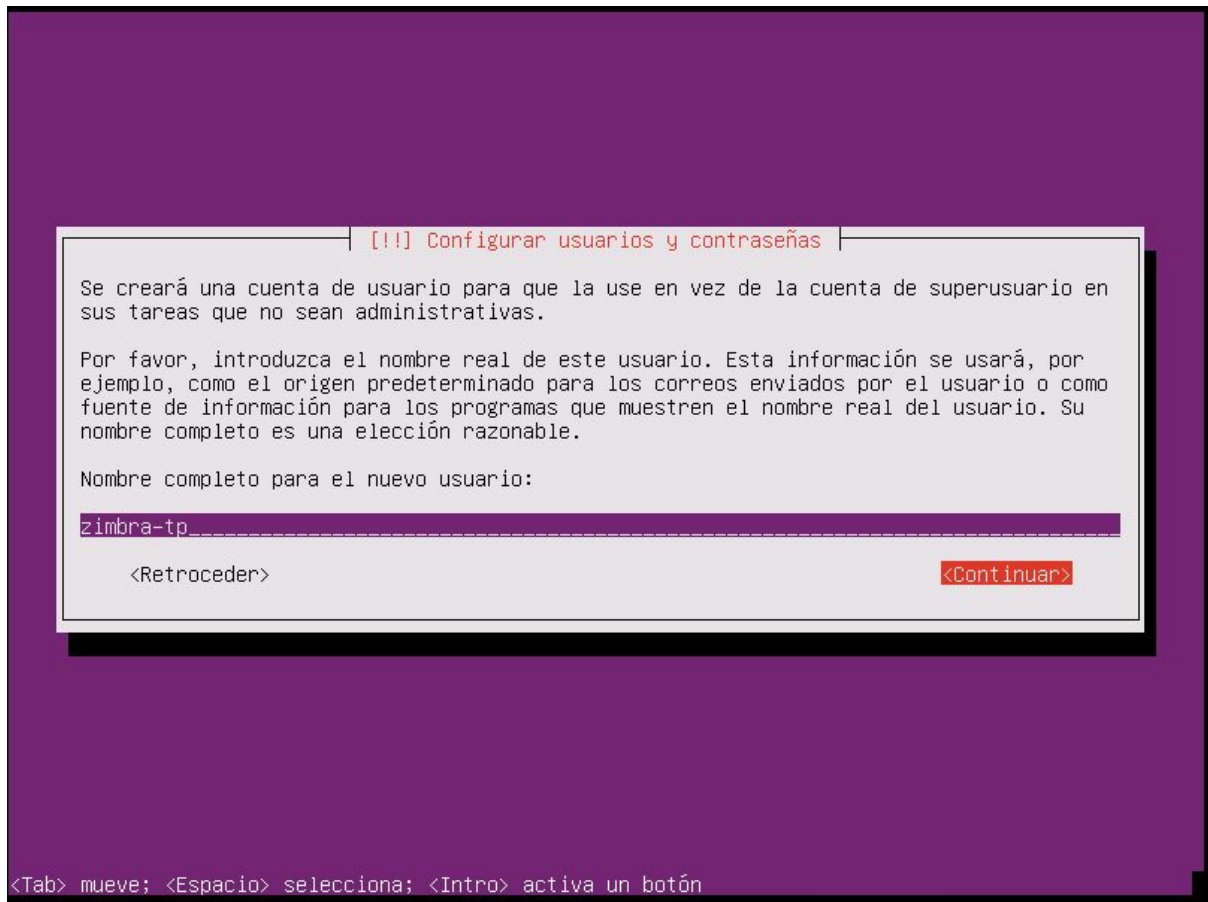 [!!] Configurar usuarios y contraseñas
Se creará una cuenta de usuario para que la use en vez de la cuenta de superusuario en
sus tareas que no sean administrativas.
Por favor, introduzca el nombre real de este usuario. Esta información se usará, por
ejemplo, como el origen predeterminado para los correos enviados por el usuario o como
fuente de información para los programas que muestren el nombre real del usuario. Su
nombre completo es una elección razonable.
Nombre completo para el nuevo usuario:
zimbra-tp
<Retroceder> <Continuar>
<Tab> mueve; <Espacio> selecciona; <Intro> activa un botón